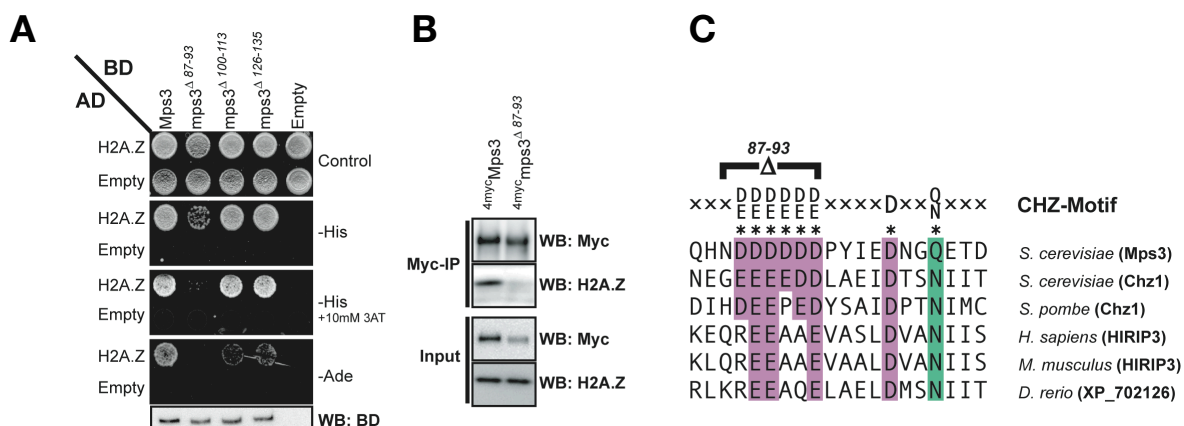 A
BD
AD
Mps3
mps3Δ 87-93
mps3Δ 100-113
mps3Δ 126-135
Empty
H2A.Z
Empty
Control
H2A.Z
Empty
-His
H2A.Z
Empty
-His
+10mM 3AT
H2A.Z
Empty
-Ade
WB: BD
B
4mycMps3
4mycmps3Δ 87-93
Myc-IP
WB: Myc
WB: H2A.Z
Input
WB: Myc
WB: H2A.Z
C
87-93
Δ
DDDDDD Q
×××EEEEEE××××D××N××× CHZ-Motif
****** * *
QHNDDDDDDPYIEDNGQETD S. cerevisiae (Mps3)
NEGEEEEDDLAEIDTSNIIT S. cerevisiae (Chz1)
DIHDEEPEDYSAIDPTNIMC S. pombe (Chz1)
KEQREEAAEVASLDVANIIS H. sapiens (HIRIP3)
KLQREEAAEVAALDVANIIS M. musculus (HIRIP3)
RLKREEAQELAELDMSNIIT D. rerio (XP_702126)